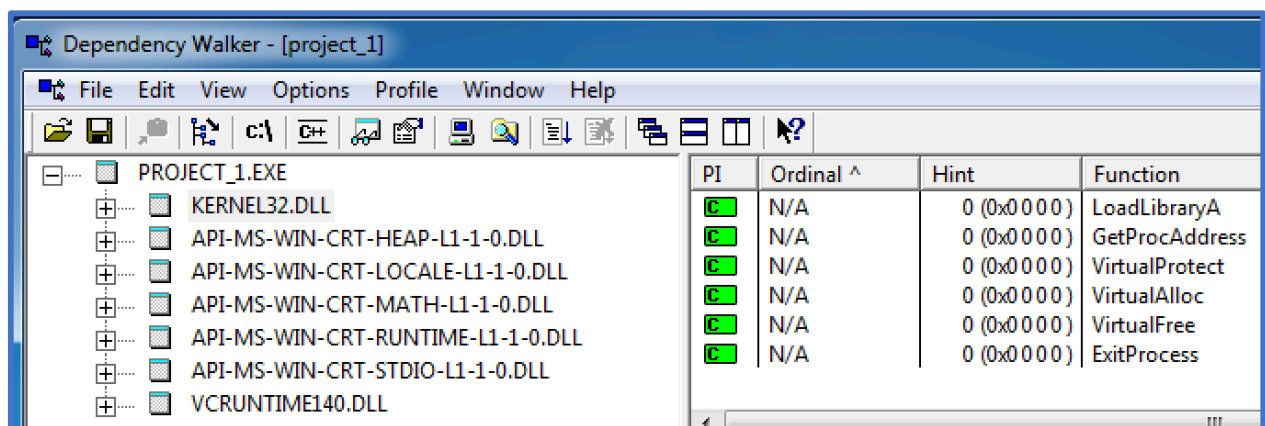 Dependency Walker - [project_1]
File Edit View Options Profile Window Help
c:\ C++
PROJECT_1.EXE
KERNEL32.DLL
API-MS-WIN-CRT-HEAP-L1-1-0.DLL
API-MS-WIN-CRT-LOCALE-L1-1-0.DLL
API-MS-WIN-CRT-MATH-L1-1-0.DLL
API-MS-WIN-CRT-RUNTIME-L1-1-0.DLL
API-MS-WIN-CRT-STDIO-L1-1-0.DLL
VCRUNTIME140.DLL
PI Ordinal ^ Hint Function
C N/A 0 (0x0000) LoadLibraryA
C N/A 0 (0x0000) GetProcAddress
C N/A 0 (0x0000) VirtualProtect
C N/A 0 (0x0000) VirtualAlloc
C N/A 0 (0x0000) VirtualFree
C N/A 0 (0x0000) ExitProcess